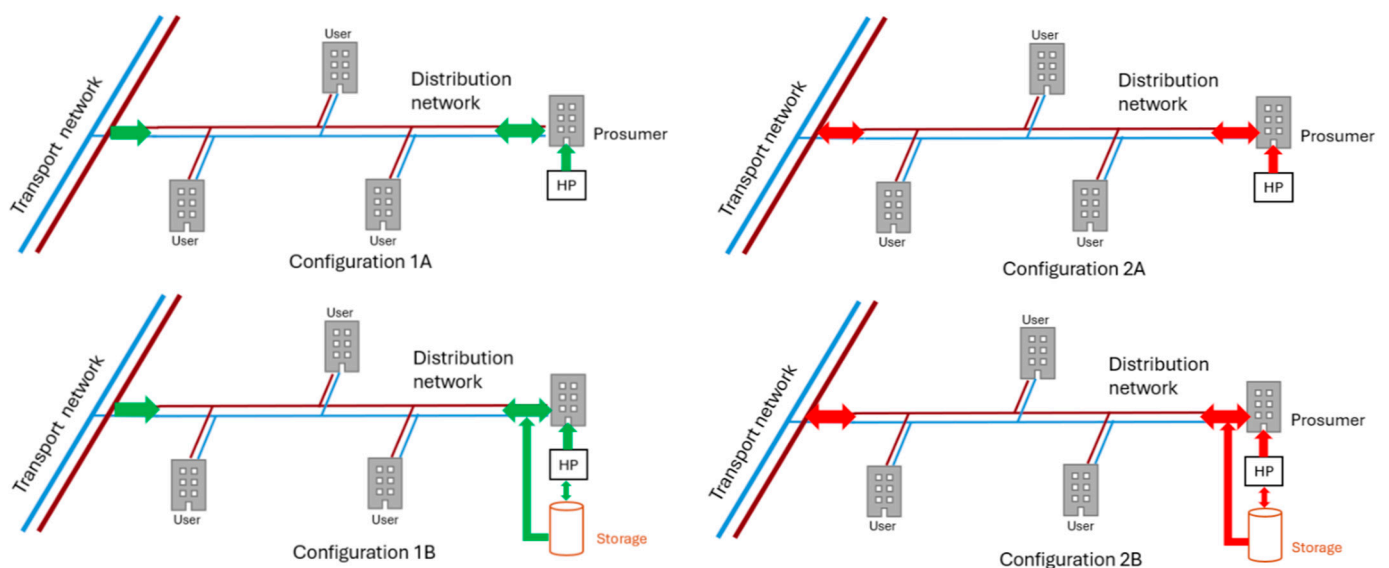 User
Transport network
Distribution
network
Prosumer
HP
User
User
Configuration 1A
User
Transport network
Distribution
network
Prosumer
HP
User
User
Configuration 2A
User
Transport network
Distribution
network
HP
User
User
Storage
Configuration 1B
User
Transport network
Distribution
network
Prosumer
HP
User
User
Storage
Configuration 2B